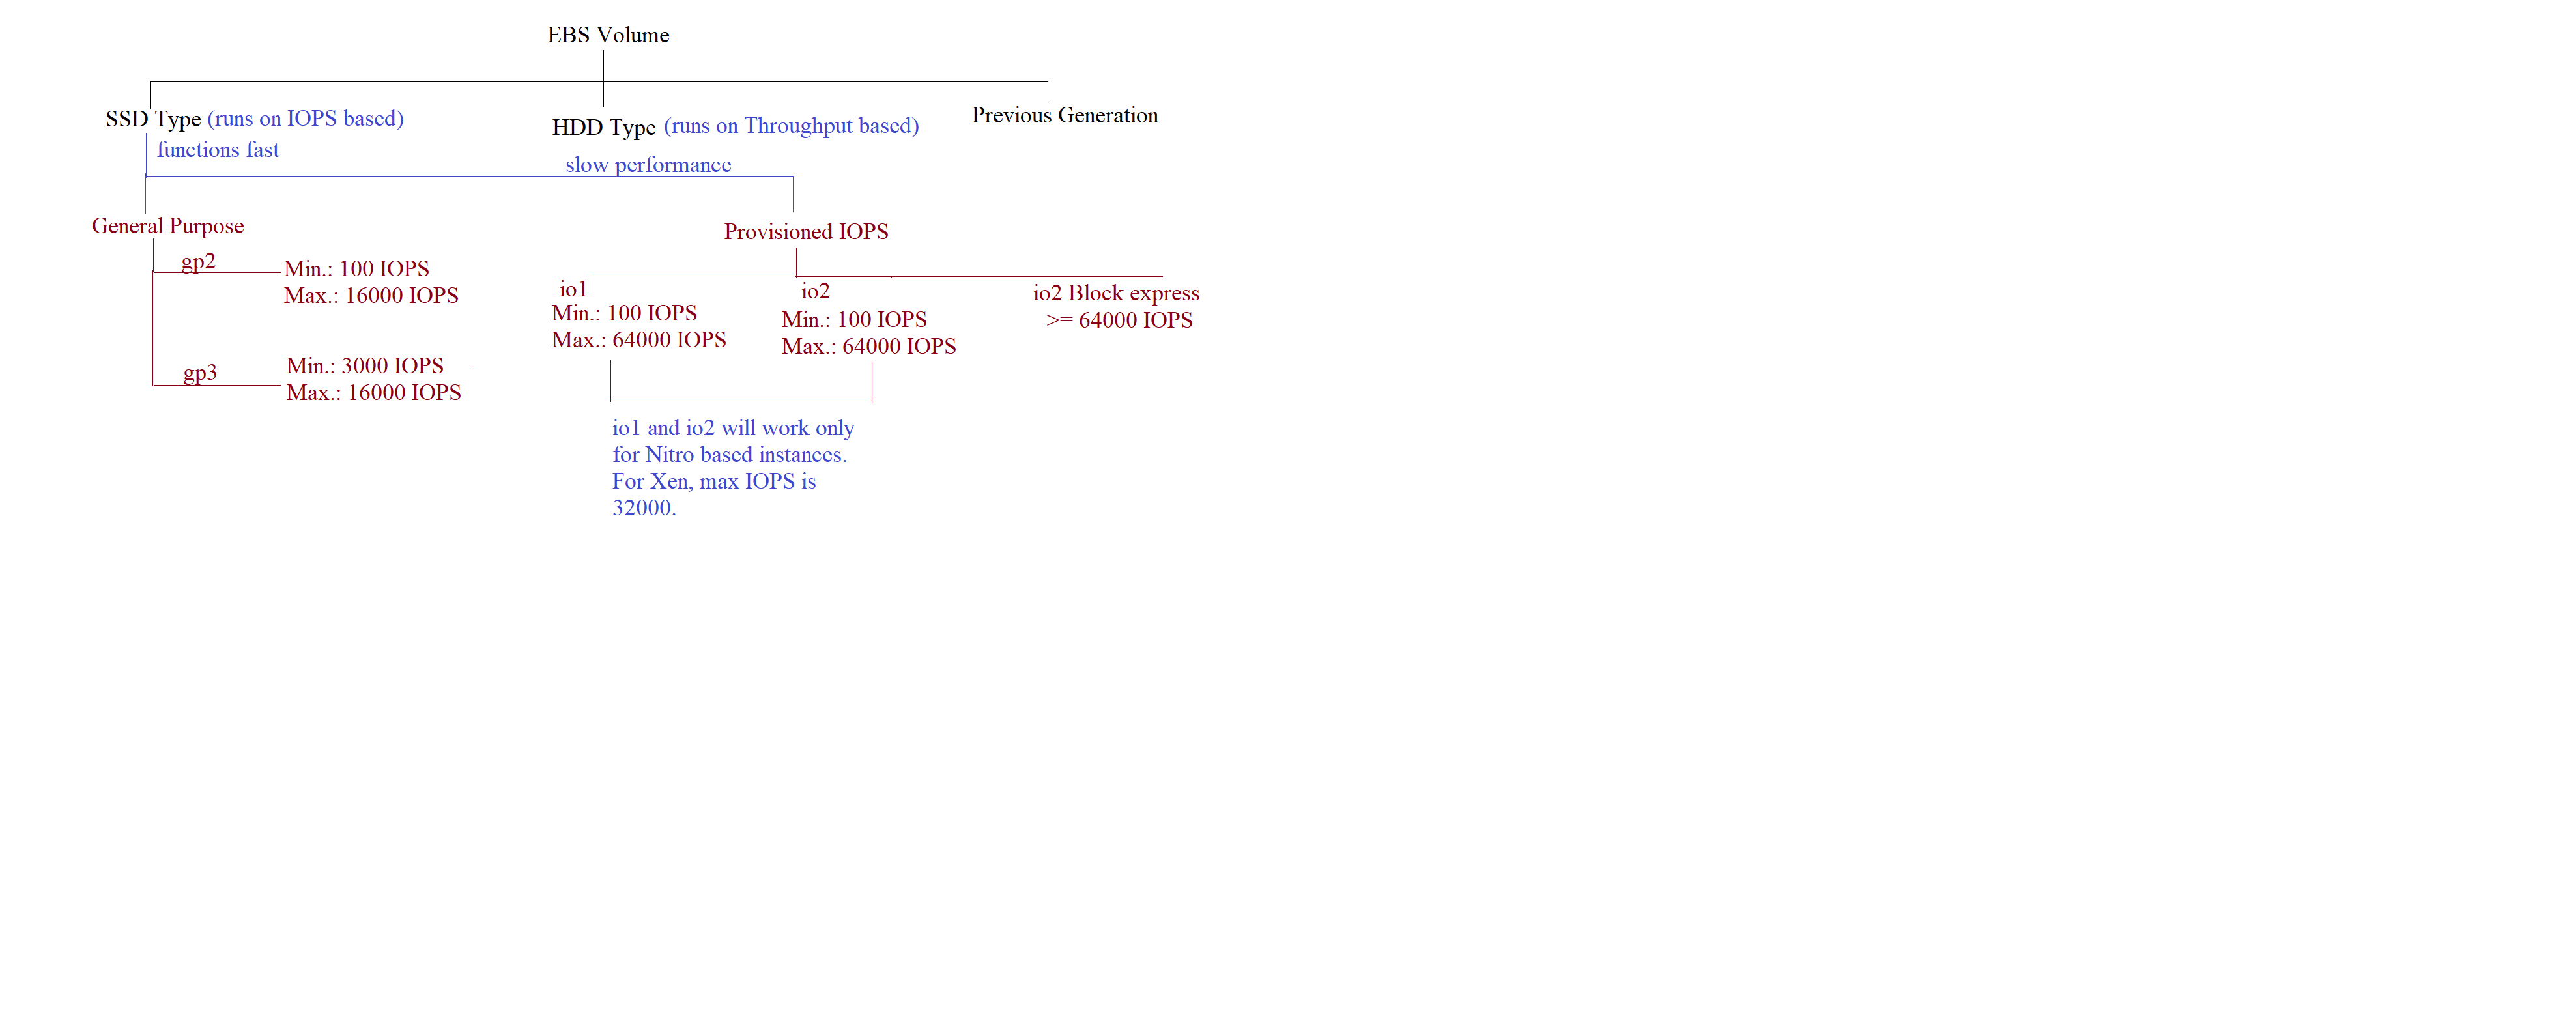 EBS Volume
SSD Type (runs on IOPS based)
functions fast
HDD Type (runs on Throughput based)
slow performance
Previous Generation
General Purpose
gp2
Min.: 100 IOPS
Max.: 16000 IOPS
gp3
Min.: 3000 IOPS
Max.: 16000 IOPS
Provisioned IOPS
io1
Min.: 100 IOPS
Max.: 64000 IOPS
io2
Min.: 100 IOPS
Max.: 64000 IOPS
io2 Block express
>= 64000 IOPS
io1 and io2 will work only
for Nitro based instances.
For Xen, max IOPS is
32000.